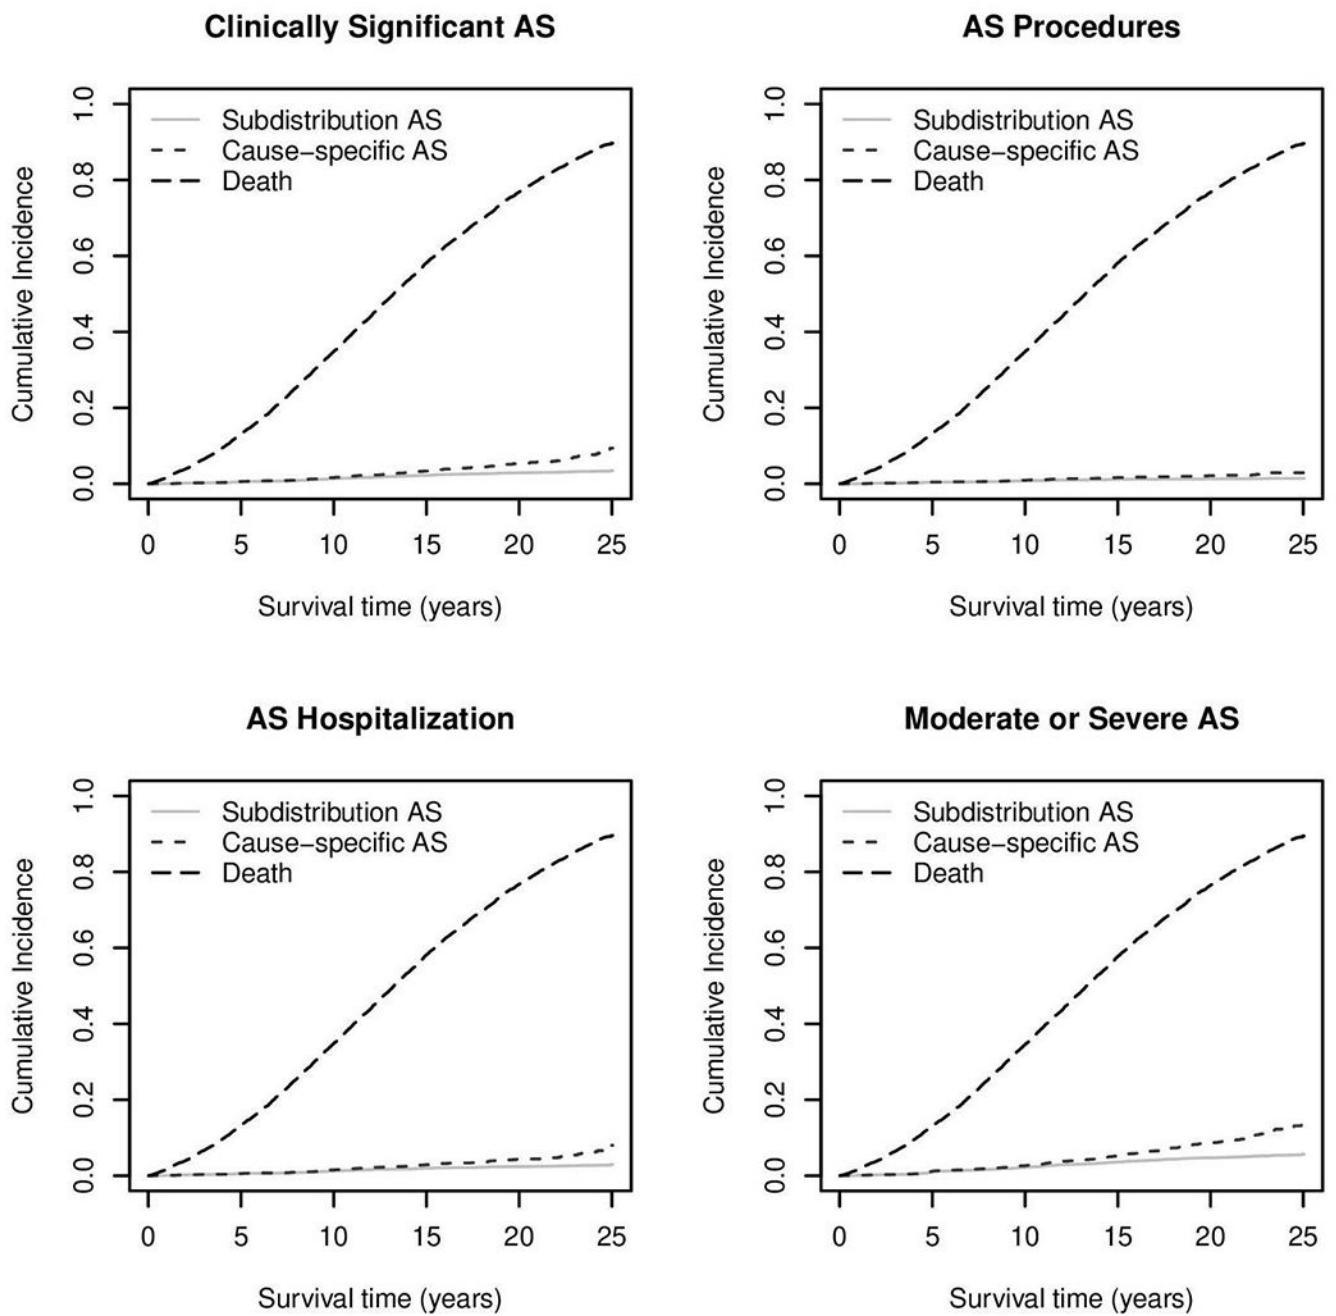 Clinically Significant AS
Cumulative Incidence
1.0
0.8
0.6
0.4
0.2
0.0
Subdistribution AS
Cause−specific AS
Death
0 5 10 15 20 25
Survival time (years)
AS Procedures
Cumulative Incidence
1.0
0.8
0.6
0.4
0.2
0.0
Subdistribution AS
Cause−specific AS
Death
0 5 10 15 20 25
Survival time (years)
AS Hospitalization
Cumulative Incidence
1.0
0.8
0.6
0.4
0.2
0.0
Subdistribution AS
Cause−specific AS
Death
0 5 10 15 20 25
Survival time (years)
Moderate or Severe AS
Cumulative Incidence
1.0
0.8
0.6
0.4
0.2
0.0
Subdistribution AS
Cause−specific AS
Death
0 5 10 15 20 25
Survival time (years)